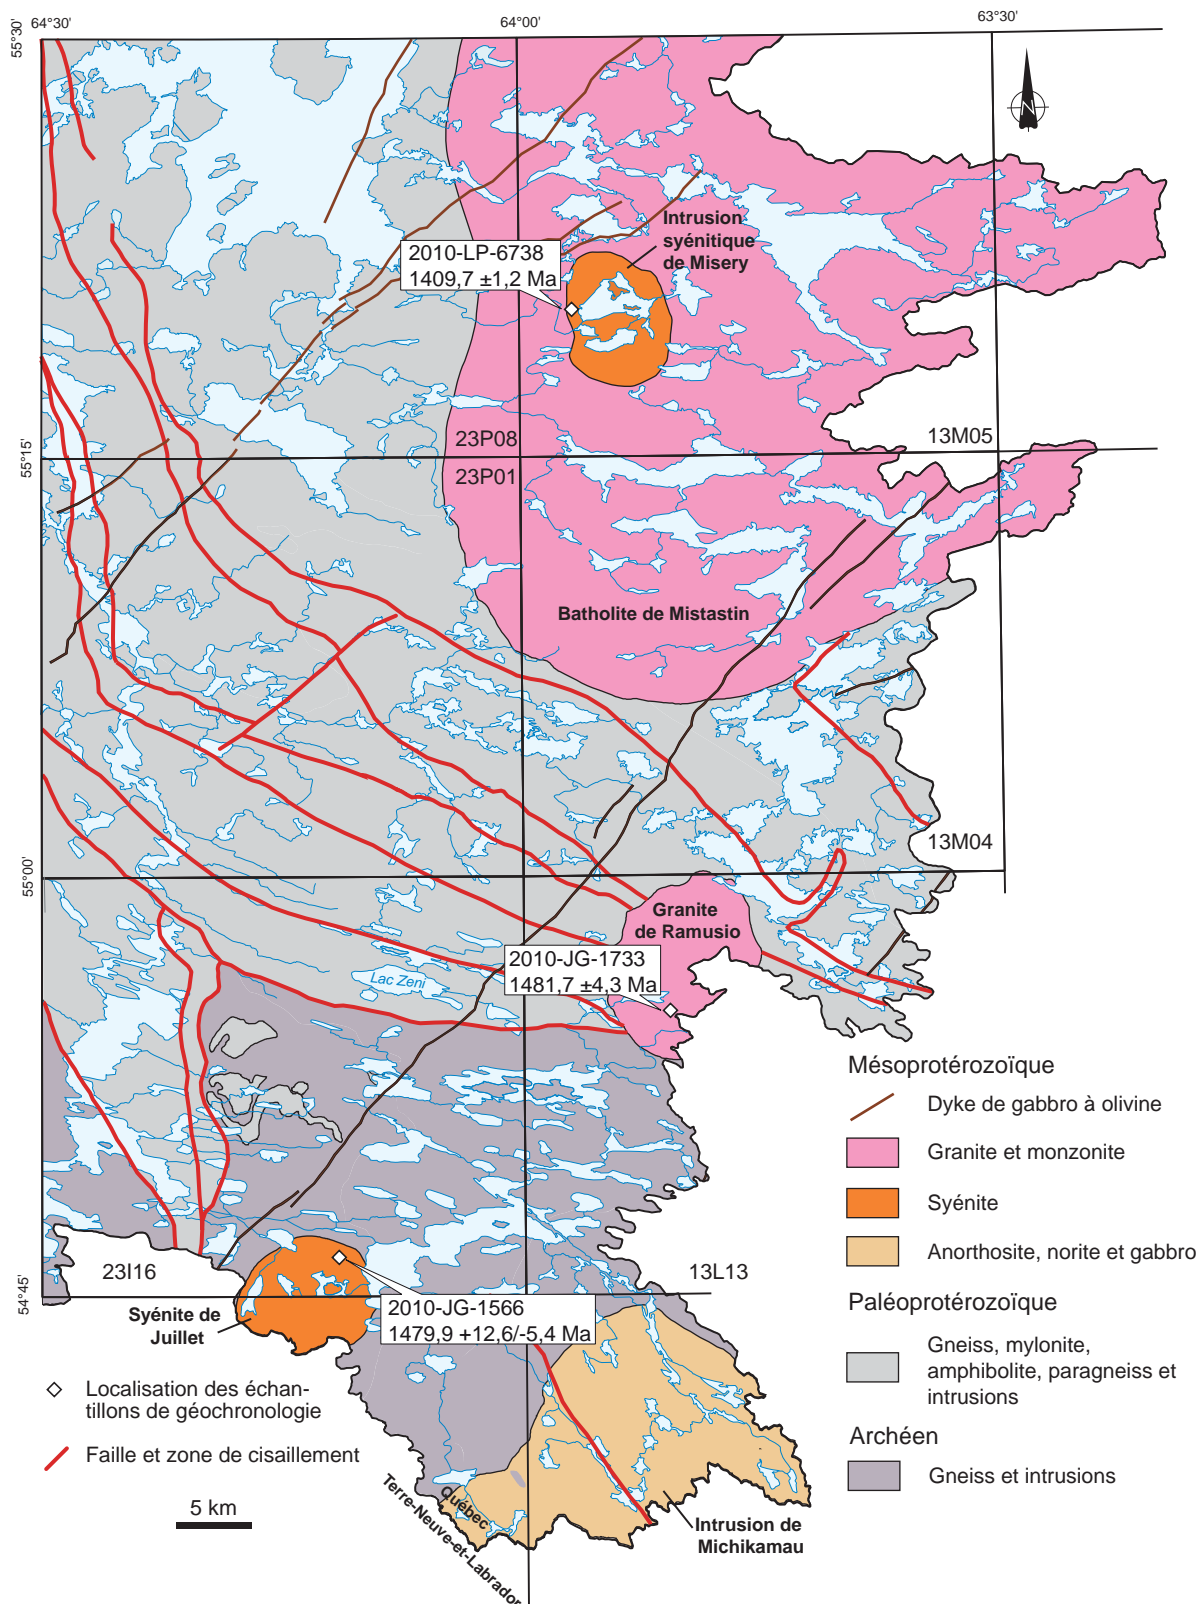 64°30'
64°00'
63°30'
55°30'
55°15'
55°00'
54°45'
N
Intrusion
syénitique
de Misery
2010-LP-6738
1409,7 ±1,2 Ma
23P08
13M05
23P01
Batholite de Mistastin
13M04
Granite
de Ramusio
2010-JG-1733
1481,7 ±4,3 Ma
Lac Zeni
23I16
13L13
Syénite de
Juillet
2010-JG-1566
1479,9 +12,6/-5,4 Ma
Québec
Terre-Neuve-et-Labrador
Intrusion de
Michikamau
Localisation des échan-
tillons de géochronologie
Faille et zone de cisaillement
5 km
Mésoprotérozoïque
Dyke de gabbro à olivine
Granite et monzonite
Syénite
Anorthosite, norite et gabbro
Paléoprotérozoïque
Gneiss, mylonite,
amphibolite, paragneiss et
intrusions
Archéen
Gneiss et intrusions